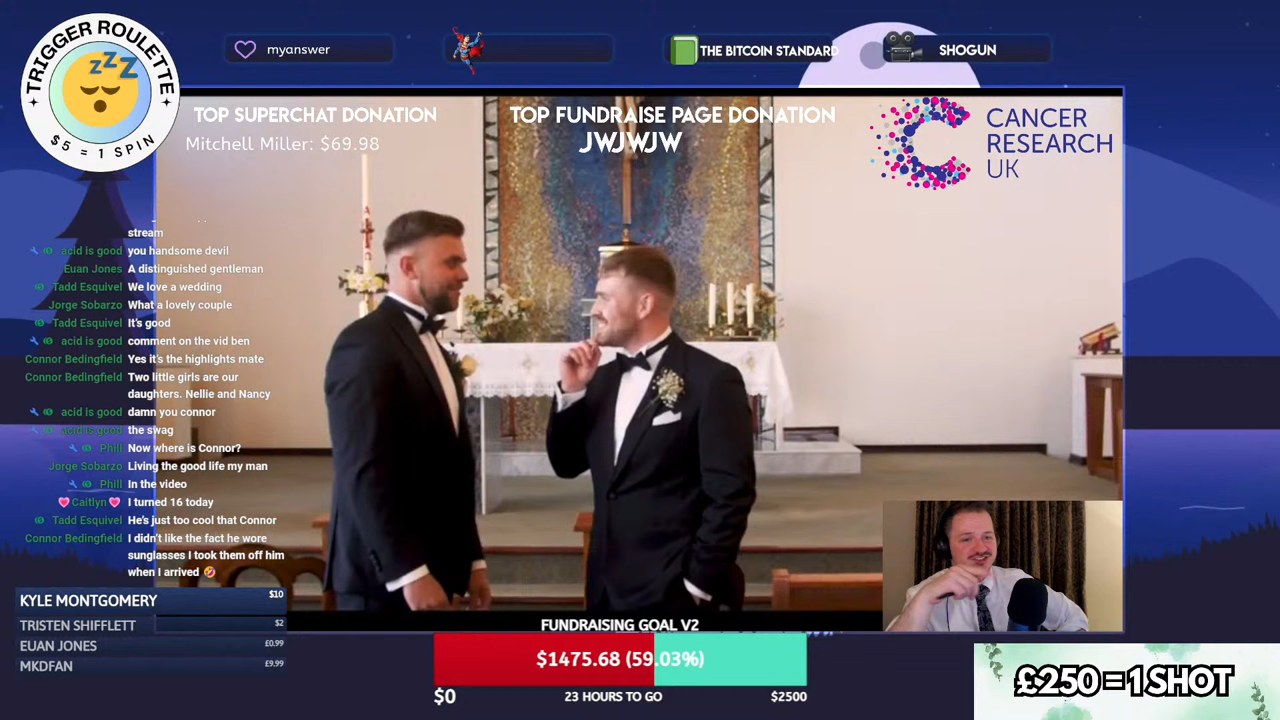 TRIGGER ROULETTE
zzZ
$5 = 1 SPIN
myanswer
THE BITCOIN STANDARD
SHOGUN
TOP SUPERCHAT DONATION
Mitchell Miller: $69.98
TOP FUNDRAISE PAGE DONATION
JWJWJW
CANCER
RESEARCH
UK
stream
acid is good you handsome devil
Euan Jones A distinguished gentleman
Tadd Esquivel We love a wedding
Jorge Sobarzo What a lovely couple
Tadd Esquivel It's good
acid is good comment on the vid ben
Connor Bedingfield Yes it's the highlights mate
Connor Bedingfield Two little girls are our
daughters. Nellie and Nancy
acid is good damn you connor
acid is good the swag
Phill Now where is Connor?
Jorge Sobarzo Living the good life my man
Phill In the video
Caitlyn I turned 16 today
Tadd Esquivel He's just too cool that Connor
Connor Bedingfield I didn't like the fact he wore
sunglasses I took them off him
when I arrived 🤣
KYLE MONTGOMERY $10
TRISTEN SHIFFLETT $2
EUAN JONES £0.99
MKDFAN £9.99
FUNDRAISING GOAL V2
$1475.68 (59.03%)
$0 23 HOURS TO GO $2500
£250 = 1 SHOT